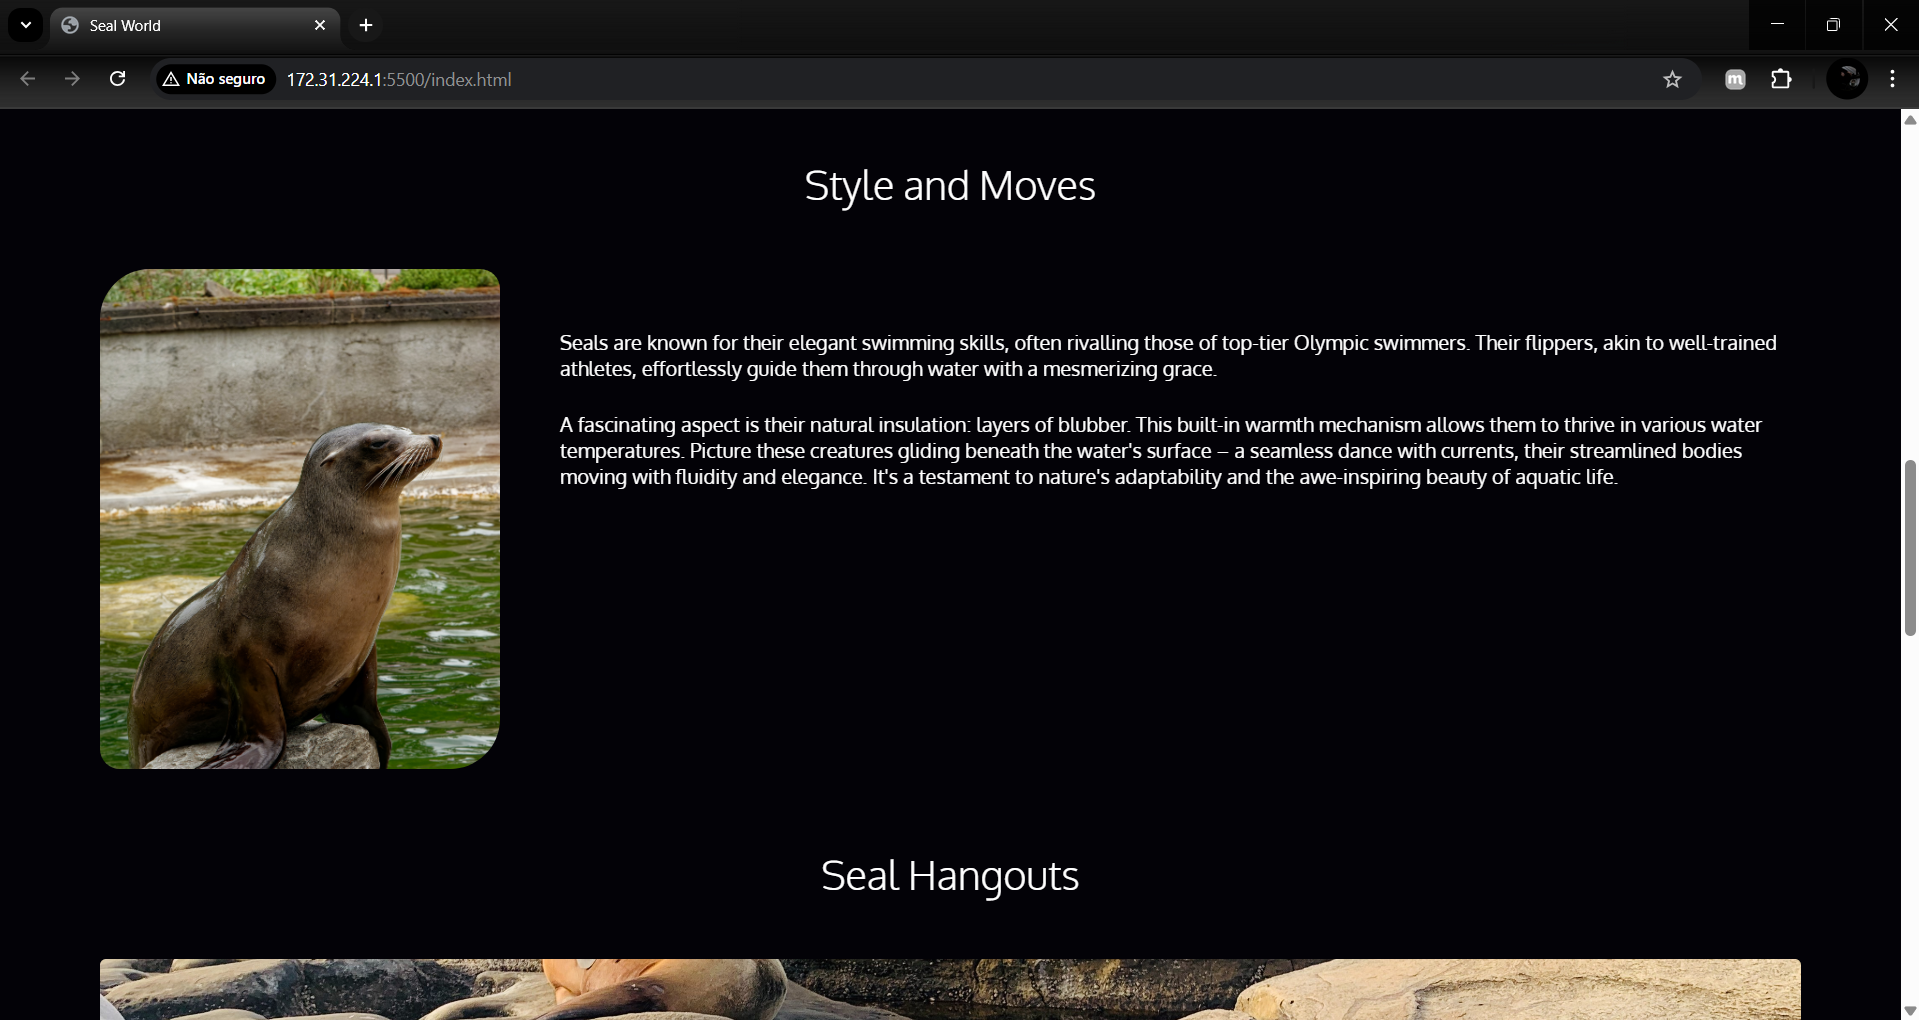 Seal World
Não seguro
172.31.224.1:5500/index.html
m
Style and Moves
Seals are known for their elegant swimming skills, often rivalling those of top-tier Olympic swimmers. Their flippers, akin to well-trained
athletes, effortlessly guide them through water with a mesmerizing grace.
A fascinating aspect is their natural insulation: layers of blubber. This built-in warmth mechanism allows them to thrive in various water
temperatures. Picture these creatures gliding beneath the water's surface – a seamless dance with currents, their streamlined bodies
moving with fluidity and elegance. It's a testament to nature's adaptability and the awe-inspiring beauty of aquatic life.
Seal Hangouts